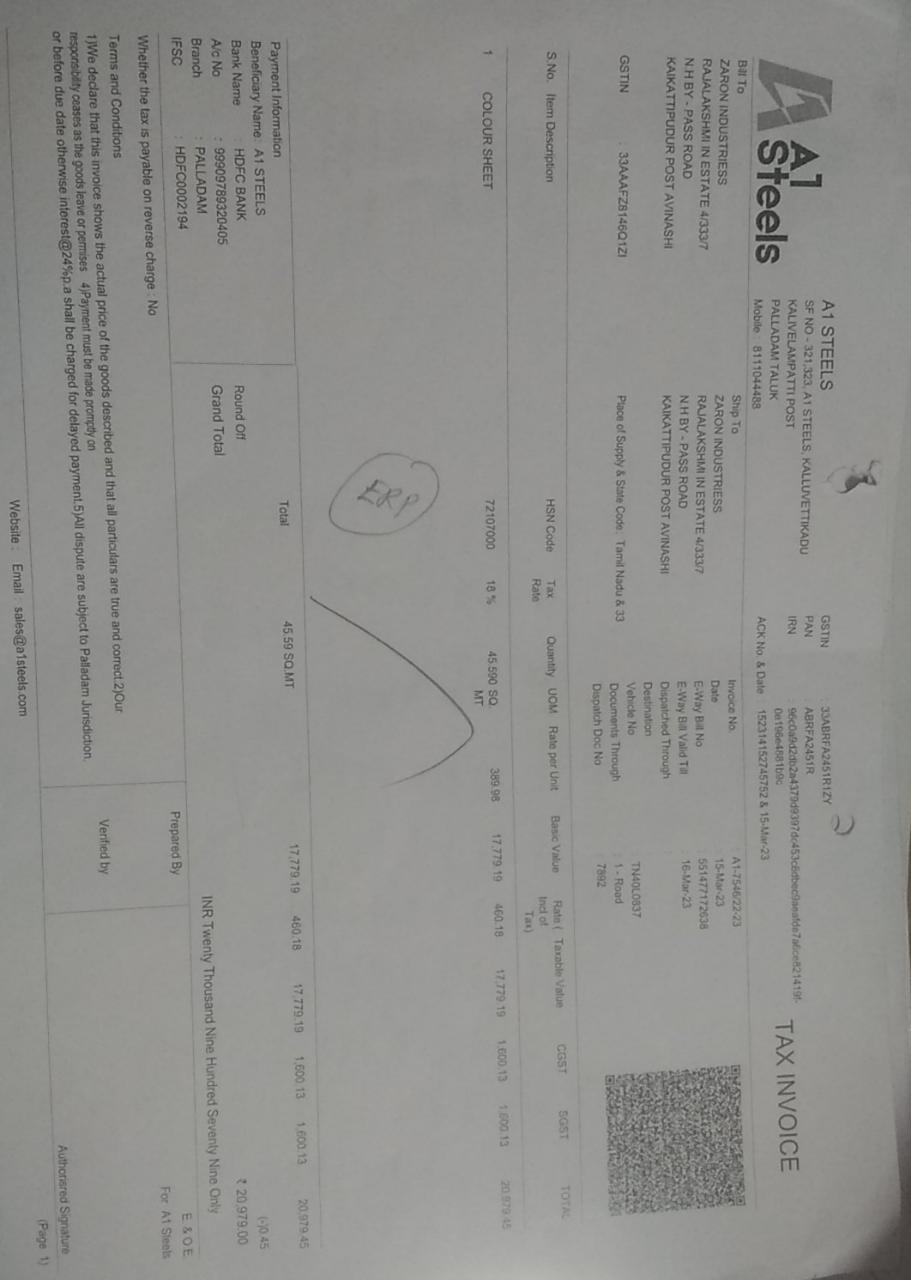 A1
Steels
A1 STEELS
SF NO - 321,323, A1 STEELS, KALLUVETTIKADU
KALIVELAMPATTI POST
PALLADAM TALUK
Mobile : 8111044488
GSTIN 33ABRFA2451R1ZY
PAN ABRFA2451R
IRN
ACK No. & Date 152314152745752 & 15-Mar-23
TAX INVOICE
Bill To
ZARON INDUSTRIESS
RAJALAKSHMI IN ESTATE 4/333/7
N.H BY - PASS ROAD
KAIKATTIPUDUR POST AVINASHI
GSTIN : 33AAAFZ8146Q1ZI
Ship To
ZARON INDUSTRIESS
RAJALAKSHMI IN ESTATE 4/333/7
N.H BY - PASS ROAD
KAIKATTIPUDUR POST AVINASHI
Place of Supply & State Code: Tamil Nadu & 33
Invoice No. : A1-7546/22-23
Date : 15-Mar-23
E-Way Bill No : 551477172638
E-Way Bill Valid Till : 16-Mar-23
Dispatched Through
Destination
Vehicle No : TN40L0837
Documents Through : 1 - Road
Dispatch Doc No : 7892
S.No. Item Description HSN Code Tax Rate Quantity UOM Rate per Unit Basic Value Rate ( Incl of Tax) Taxable Value CGST SGST TOTAL
1 COLOUR SHEET 72107000 18 % 45.590 SQ. MT 389.98 17,779.19 460.18 17,779.19 1,600.13 1,600.13 20,979.45
ERP
Total 45.59 SQ.MT 17,779.19 460.18 17,779.19 1,600.13 1,600.13 20,979.45
Payment Information
Beneficiary Name : A1 STEELS
Bank Name : HDFC BANK
A/c No : 99909789320405
Branch : PALLADAM
IFSC : HDFC0002194
Round Off (-)0.45
Grand Total ₹ 20,979.00
INR Twenty Thousand Nine Hundred Seventy Nine Only
E. & O.E.
Whether the tax is payable on reverse charge : No
Prepared By
For A1 Steels
Terms and Conditions
1)We declare that this invoice shows the actual price of the goods described and that all particulars are true and correct.2)Our
responsibility ceases as the goods leave or permises 4)Payment must be made promptly on
or before due date otherwise interest@24%p.a shall be charged for delayed payment.5)All dispute are subject to Palladam Jurisdiction.
Verified by
Authorised Signature
Website : Email : sales@a1steels.com
(Page 1)